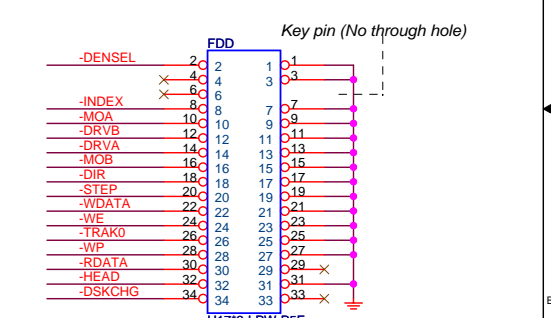 Key pin (No through hole)
FDD
-DENSEL 2 2 1 1
4 4 3 3
6 6
-INDEX 8 8 7 7
-MOA 10 10 9 9
-DRVB 12 12 11 11
-DRVA 14 14 13 13
-MOB 16 16 15 15
-DIR 18 18 17 17
-STEP 20 20 19 19
-WDATA 22 22 21 21
-WE 24 24 23 23
-TRAK0 26 26 25 25
-WP 28 28 27 27
-RDATA 30 30 29 29
-HEAD 32 32 31 31
-DSKCHG 34 34 33 33